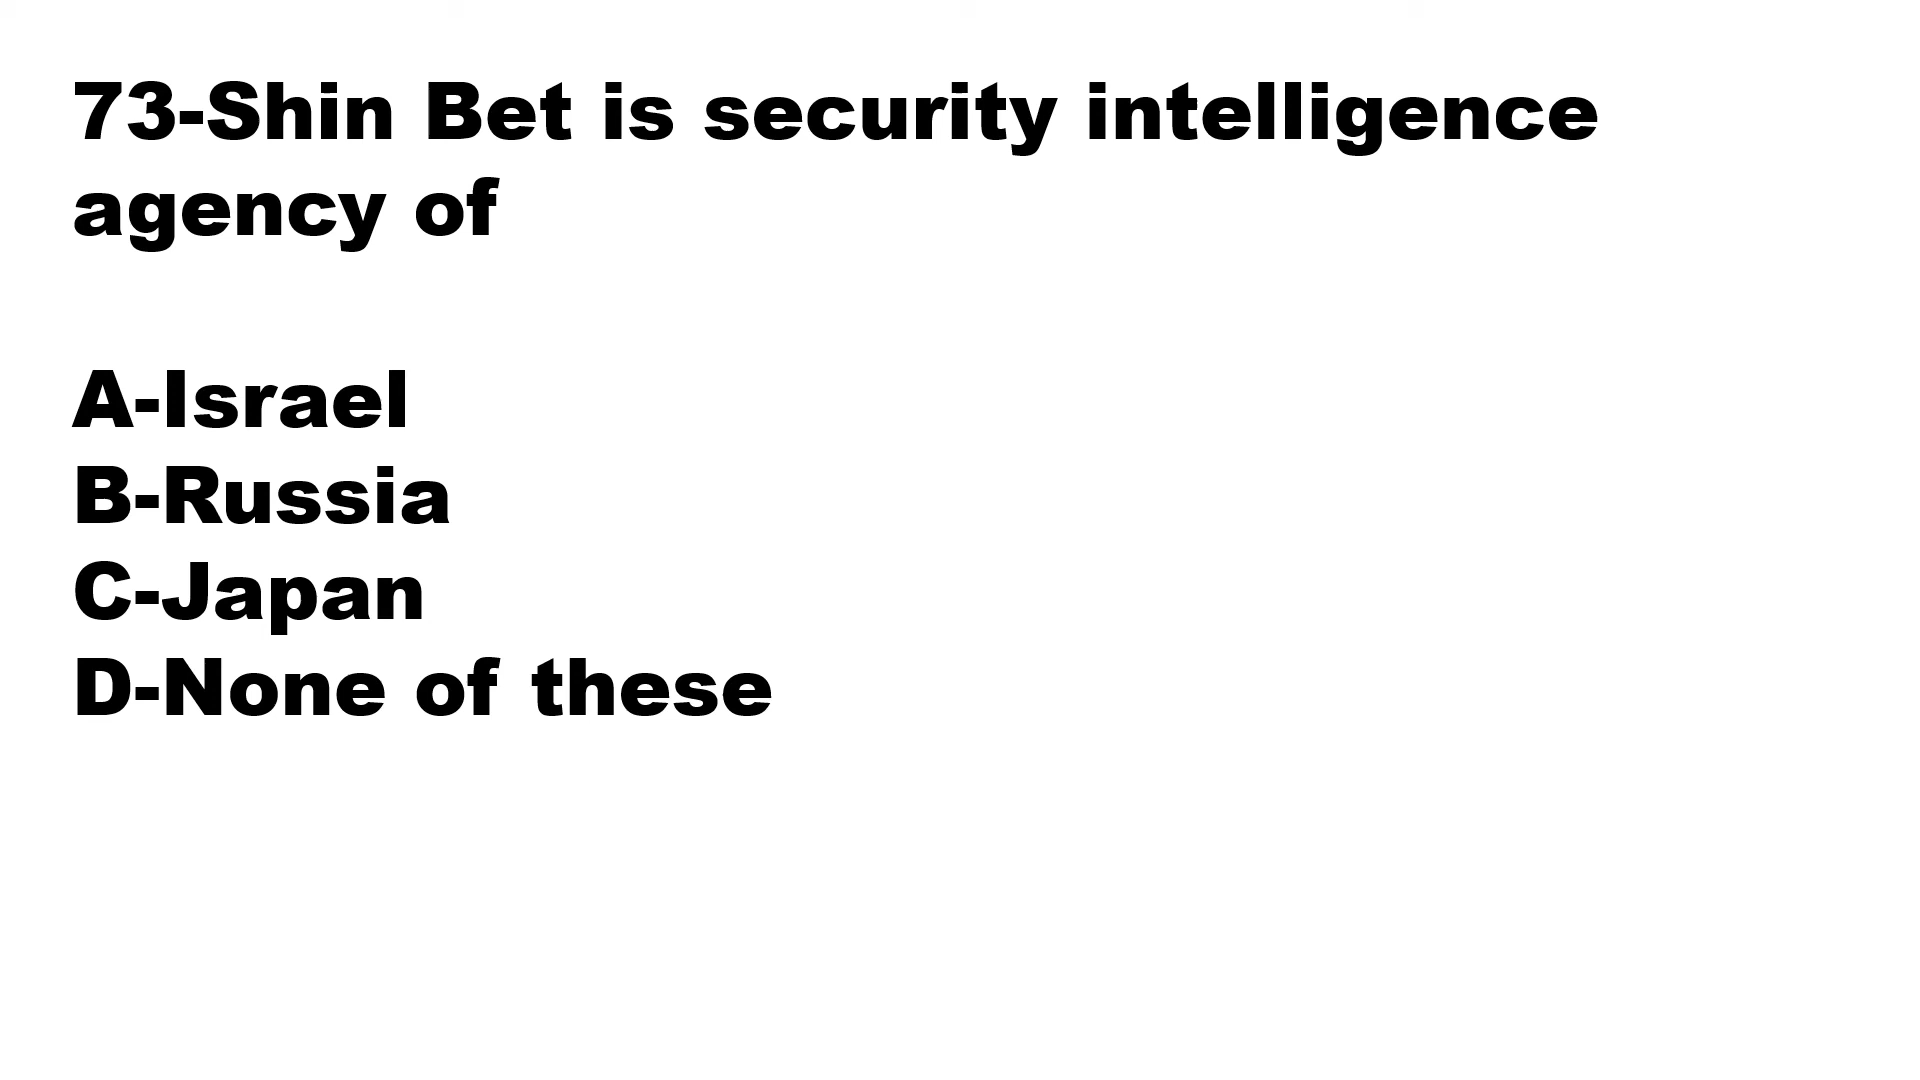 73-Shin Bet is security intelligence
agency of
A-Israel
B-Russia
C-Japan
D-None of these